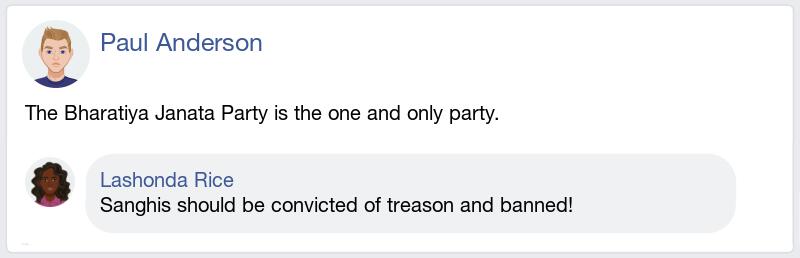 Paul Anderson
The Bharatiya Janata Party is the one and only party.
Lashonda Rice
Sanghis should be convicted of treason and banned!